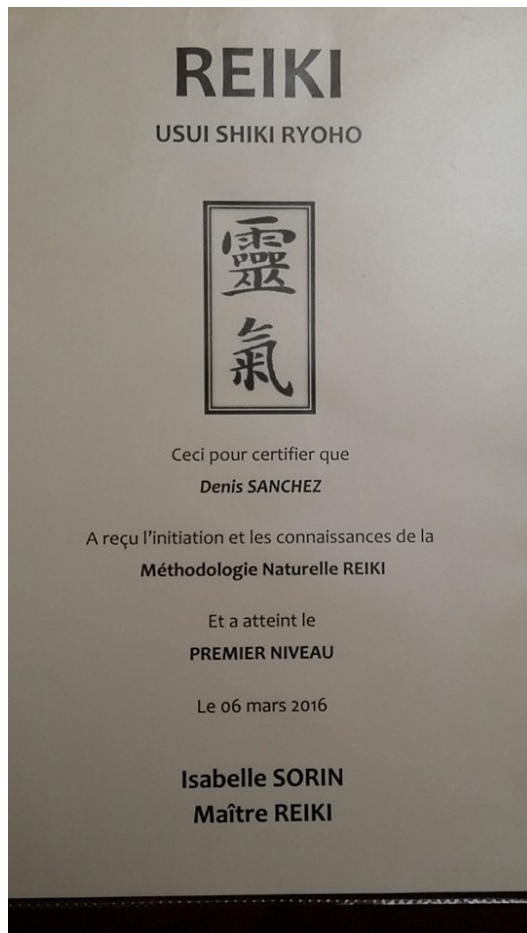 REIKI
USUI SHIKI RYOHO
靈
氣
Ceci pour certifier que
Denis SANCHEZ
A reçu l'initiation et les connaissances de la
Méthodologie Naturelle REIKI
Et a atteint le
PREMIER NIVEAU
Le 06 mars 2016
Isabelle SORIN
Maître REIKI